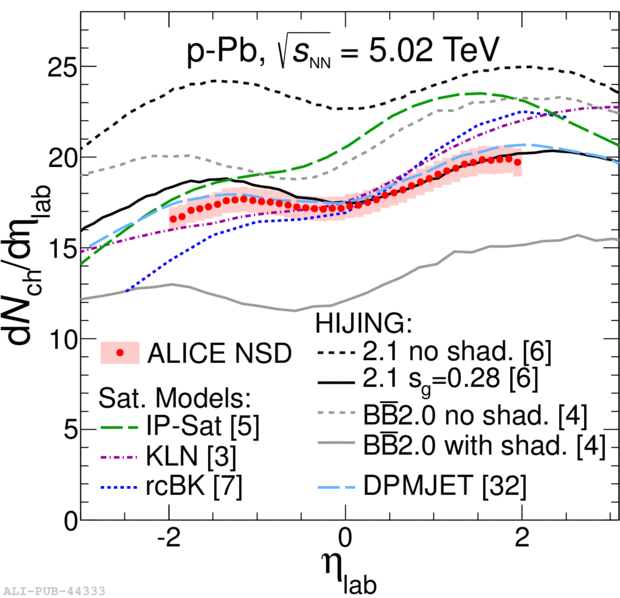 p-Pb, √s_NN = 5.02 TeV
dN_ch/dη_lab
25
20
15
10
5
0
ALICE NSD
Sat. Models:
IP-Sat [5]
KLN [3]
rcBK [7]
HIJING:
2.1 no shad. [6]
2.1 s_g=0.28 [6]
BB̅2.0 no shad. [4]
BB̅2.0 with shad. [4]
DPMJET [32]
-2 0 2
η_lab
ALI-PUB-44333